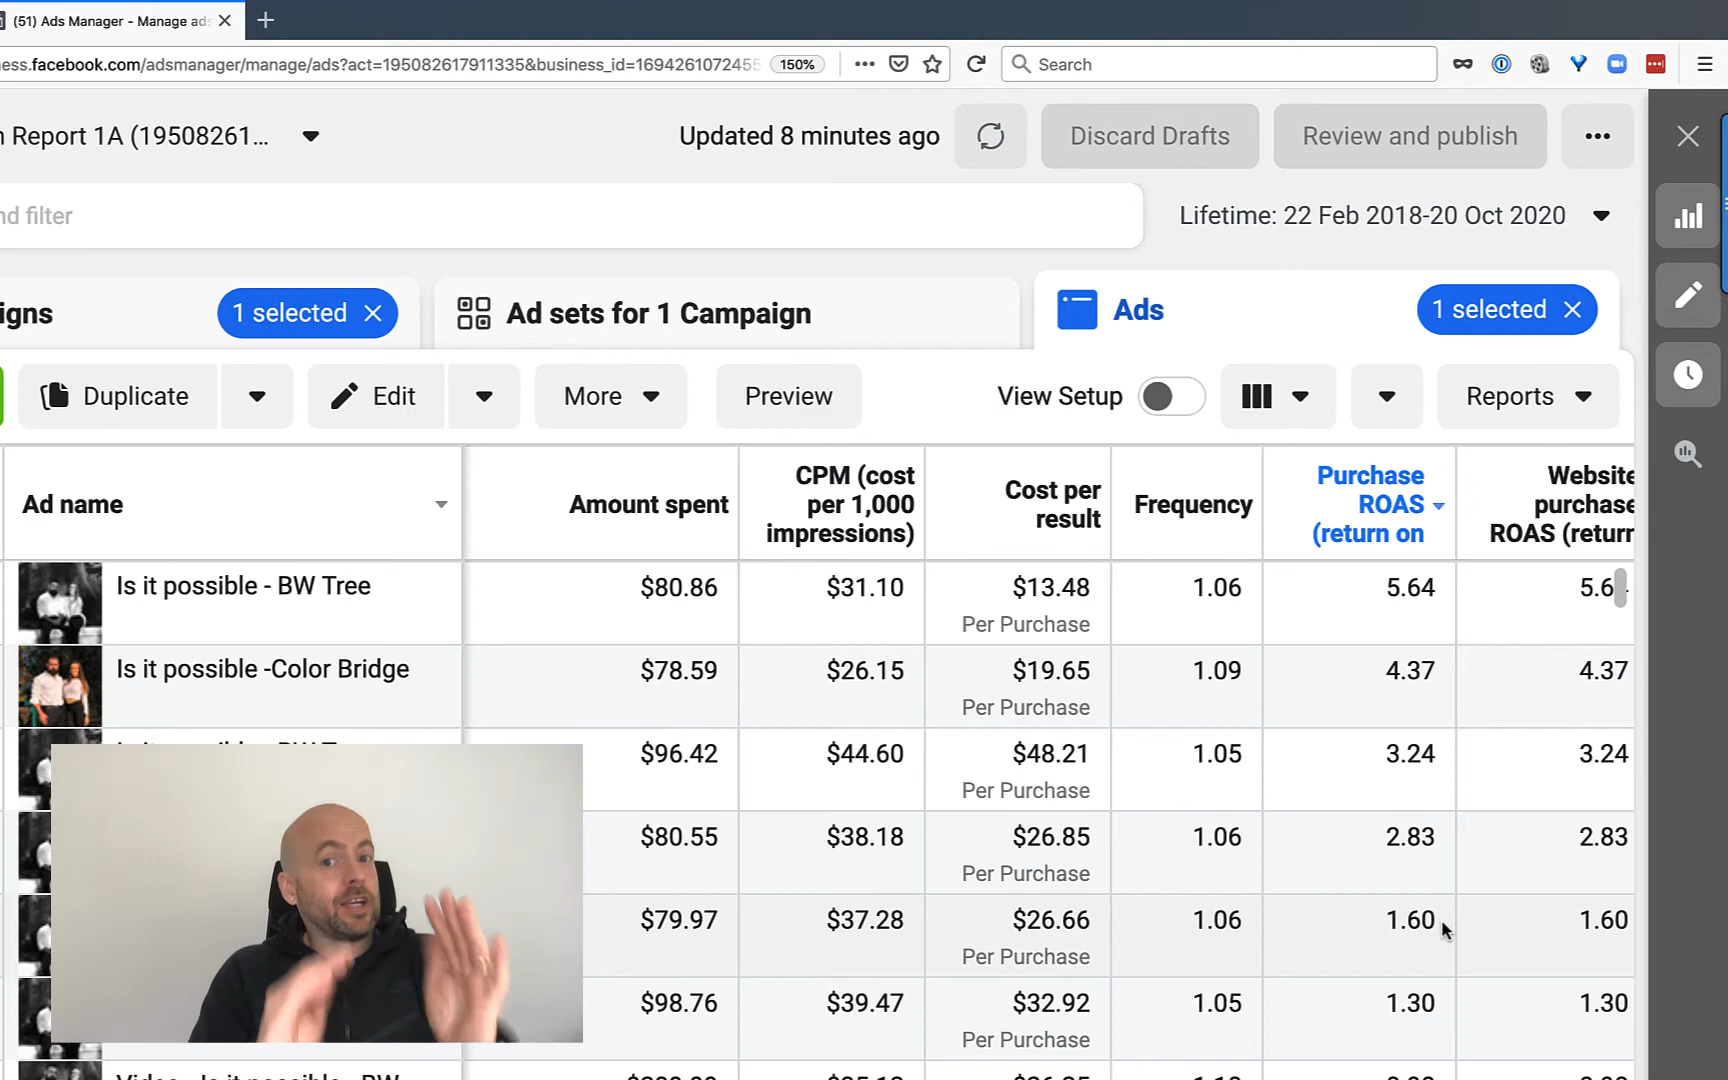 (51) Ads Manager - Manage ads
ess.facebook.com/adsmanager/manage/ads?act=195082617911335&business_id=1694261072455
150%
Search
n Report 1A (19508261...
Updated 8 minutes ago
Discard Drafts
Review and publish
nd filter
Lifetime: 22 Feb 2018-20 Oct 2020
igns
1 selected
Ad sets for 1 Campaign
Ads
1 selected
Duplicate
Edit
More
Preview
View Setup
Reports
Ad name
Amount spent
CPM (cost
per 1,000
impressions)
Cost per
result
Frequency
Purchase
ROAS
(return on
Website
purchase
ROAS (return
Is it possible - BW Tree
$80.86
$31.10
$13.48
Per Purchase
1.06
5.64
5.6
Is it possible -Color Bridge
$78.59
$26.15
$19.65
Per Purchase
1.09
4.37
4.37
$96.42
$44.60
$48.21
Per Purchase
1.05
3.24
3.24
$80.55
$38.18
$26.85
Per Purchase
1.06
2.83
2.83
$79.97
$37.28
$26.66
Per Purchase
1.06
1.60
1.60
$98.76
$39.47
$32.92
Per Purchase
1.05
1.30
1.30